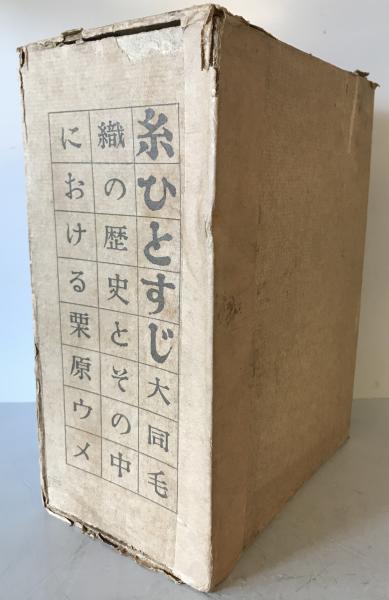 糸ひとすじ大同毛
織の歴史とその中
における栗原ウメ